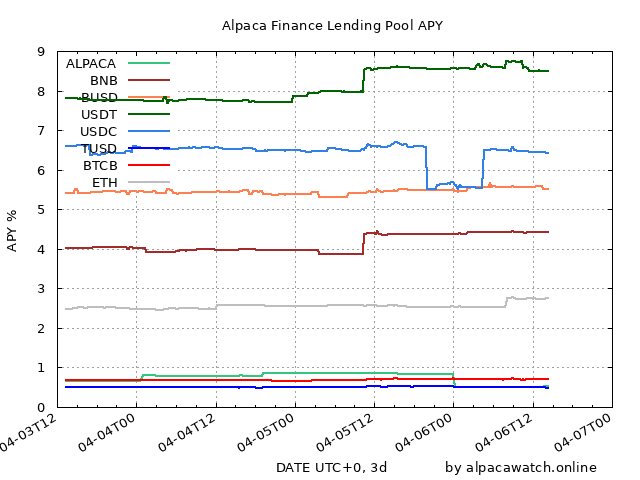 Alpaca Finance Lending Pool APY
APY %
9
8
7
6
5
4
3
2
1
0
ALPACA
BNB
BUSD
USDT
USDC
TUSD
BTCB
ETH
04-03T12
04-04T00
04-04T12
04-05T00
04-05T12
04-06T00
04-06T12
04-07T00
DATE UTC+0, 3d
by alpacawatch.online